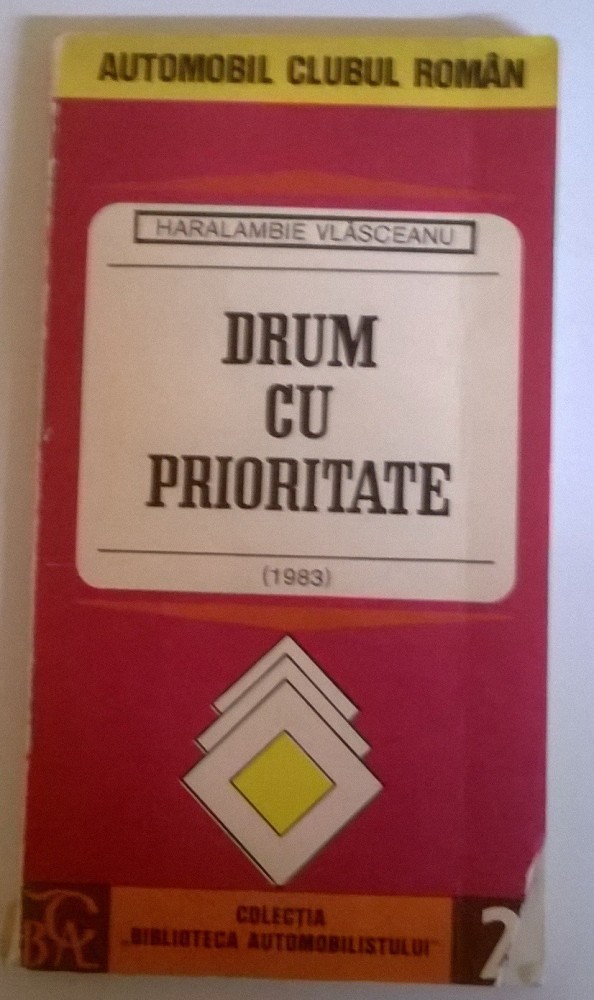 AUTOMOBIL CLUBUL ROMÂN
HARALAMBIE VLĂSCEANU
DRUM
CU
PRIORITATE
(1983)
COLECȚIA
„BIBLIOTECA AUTOMOBILISTULUI”
2